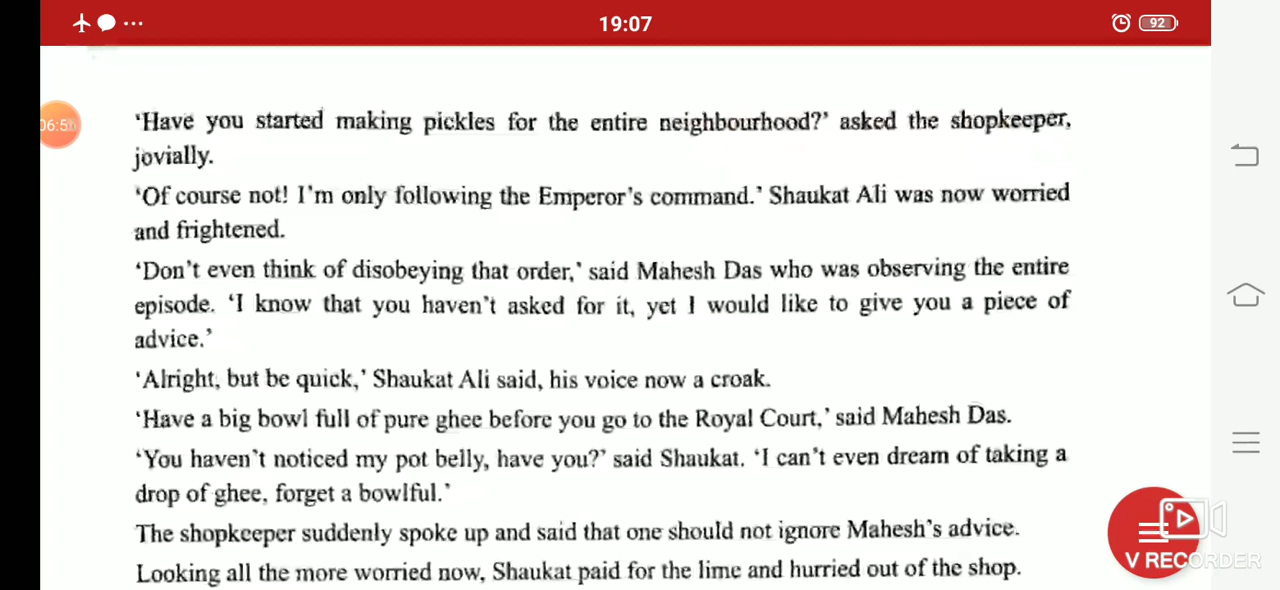 19:07
92
‘Have you started making pickles for the entire neighbourhood?’ asked the shopkeeper,
jovially.
‘Of course not! I’m only following the Emperor’s command.’ Shaukat Ali was now worried
and frightened.
‘Don’t even think of disobeying that order,’ said Mahesh Das who was observing the entire
episode. ‘I know that you haven’t asked for it, yet I would like to give you a piece of
advice.’
‘Alright, but be quick,’ Shaukat Ali said, his voice now a croak.
‘Have a big bowl full of pure ghee before you go to the Royal Court,’ said Mahesh Das.
‘You haven’t noticed my pot belly, have you?’ said Shaukat. ‘I can’t even dream of taking a
drop of ghee, forget a bowlful.’
The shopkeeper suddenly spoke up and said that one should not ignore Mahesh’s advice.
Looking all the more worried now, Shaukat paid for the lime and hurried out of the shop.
V RECORDER